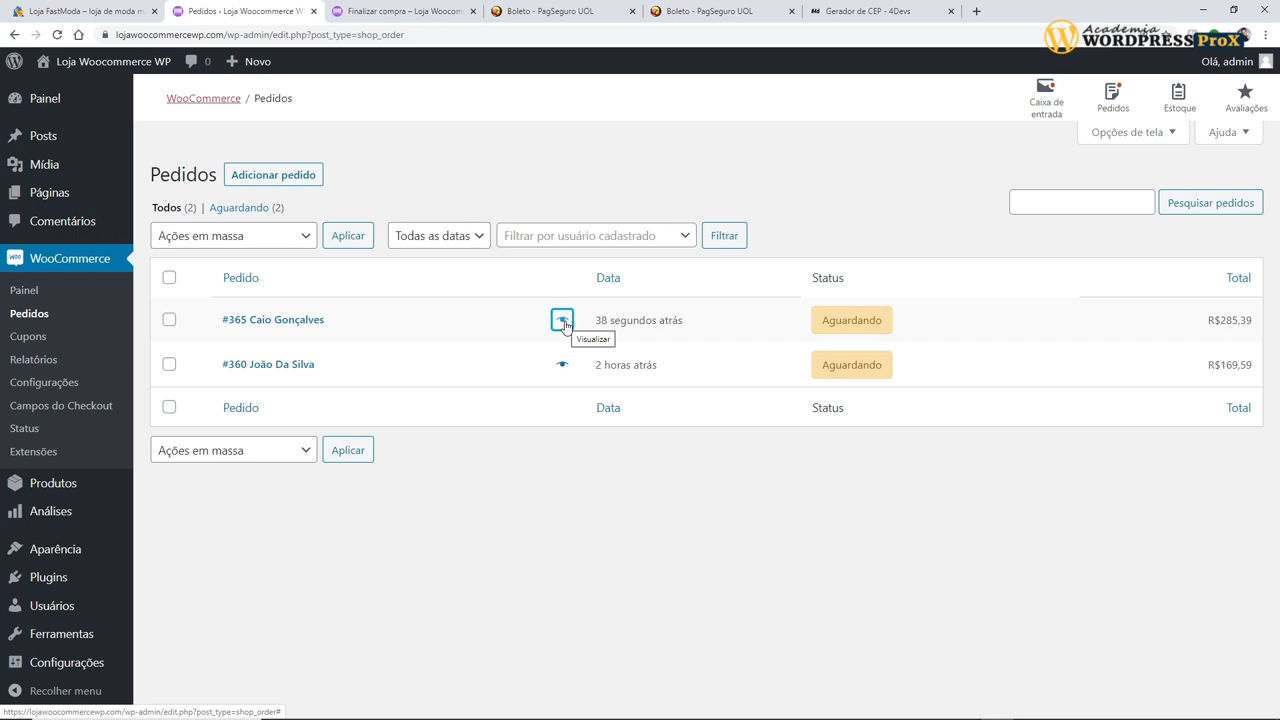 Loja FastModa – loja de moda m
Pedidos ‹ Loja Woocommerce W
Finalizar compra – Loja Woocomm
Boleto - PagSeguro UOL
Boleto - PagSeguro UOL
Gerador de CEP - 4Devs
lojawoocommercewp.com/wp-admin/edit.php?post_type=shop_order
Academia
WORDPRESS ProX
Loja Woocommerce WP
0
Novo
Olá, admin
Painel
Posts
Mídia
Páginas
Comentários
WooCommerce
Painel
Pedidos
Cupons
Relatórios
Configurações
Campos do Checkout
Status
Extensões
Produtos
Análises
Aparência
Plugins
Usuários
Ferramentas
Configurações
Recolher menu
WooCommerce / Pedidos
Caixa de entrada
Pedidos
Estoque
Avaliações
Opções de tela
Ajuda
Pedidos
Adicionar pedido
Todos (2) | Aguardando (2)
Pesquisar pedidos
Ações em massa
Aplicar
Todas as datas
Filtrar por usuário cadastrado
Filtrar
Pedido Data Status Total
#365 Caio Gonçalves 38 segundos atrás Aguardando R$285,39
Visualizar
#360 João Da Silva 2 horas atrás Aguardando R$169,59
Pedido Data Status Total
Ações em massa
Aplicar
https://lojawoocommercewp.com/wp-admin/edit.php?post_type=shop_order#